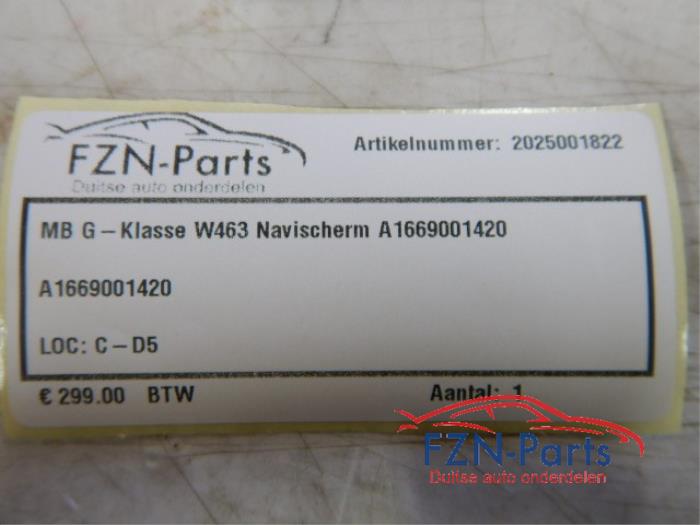 FZN-Parts
Duitse auto onderdelen
Artikelnummer: 2025001822
MB G-Klasse W463 Navischerm A1669001420
A1669001420
LOC: C-D5
€ 299.00 BTW
Aantal: 1
FZN-Parts
Duitse auto onderdelen